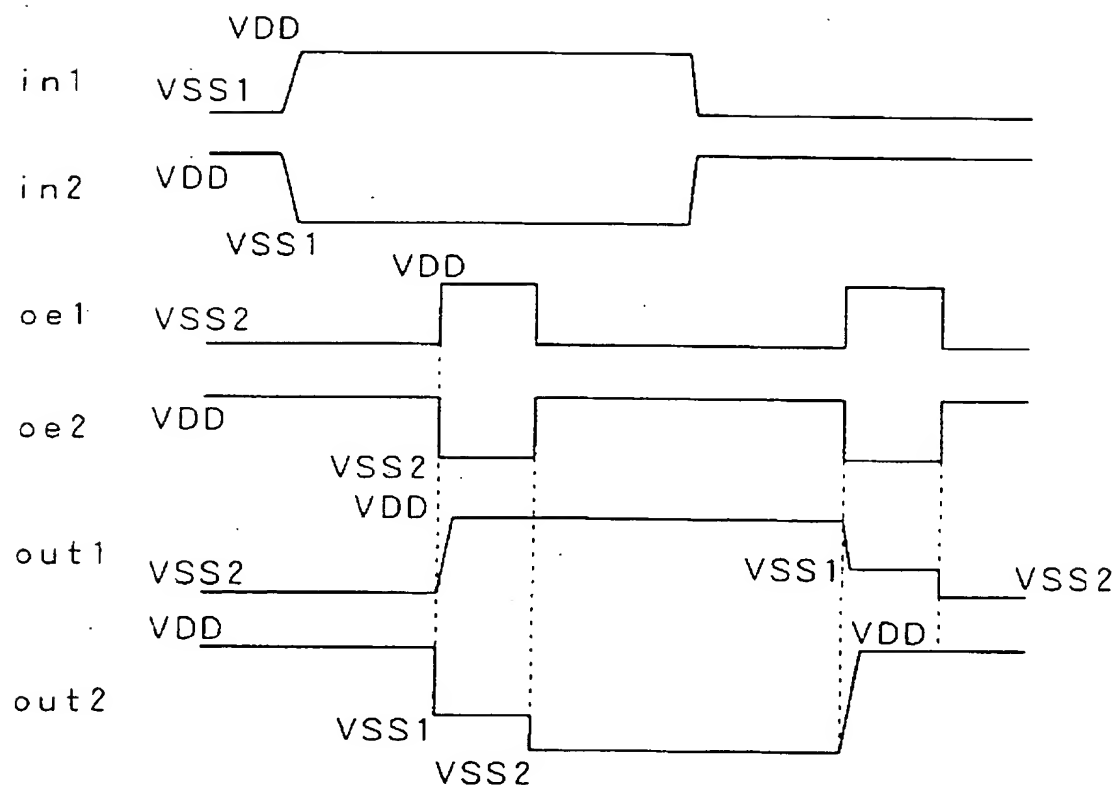 VDD
in1 VSS1
in2 VDD
VSS1
VDD
oe1 VSS2
oe2 VDD
VSS2
VDD
out1 VSS2 VSS1 VSS2
VDD VDD
out2 VSS1
VSS2